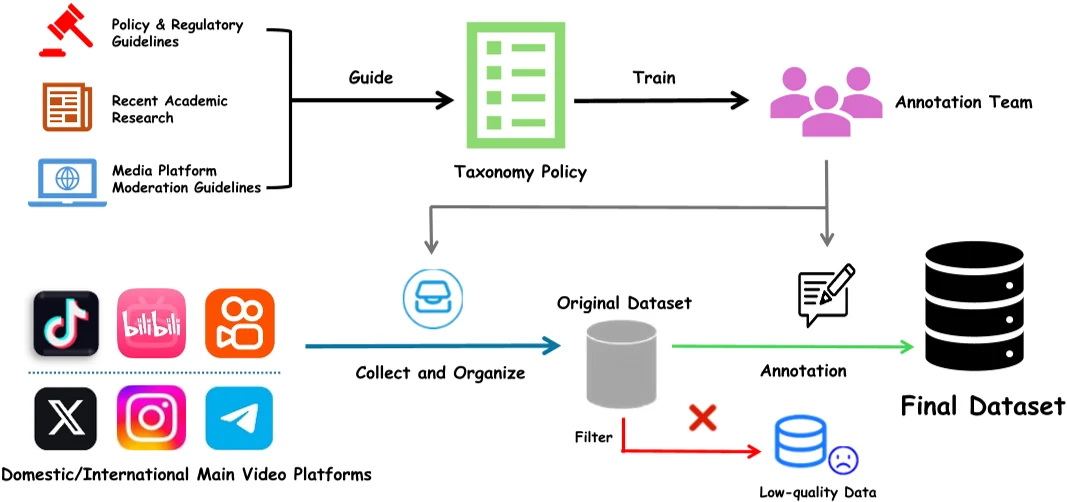 Policy & Regulatory
Guidelines
Guide
Train
Recent Academic
Research
Annotation Team
Media Platform
Moderation Guidelines
Taxonomy Policy
bilibili
Original Dataset
Collect and Organize
Annotation
Final Dataset
Filter
Domestic/International Main Video Platforms
Low-quality Data